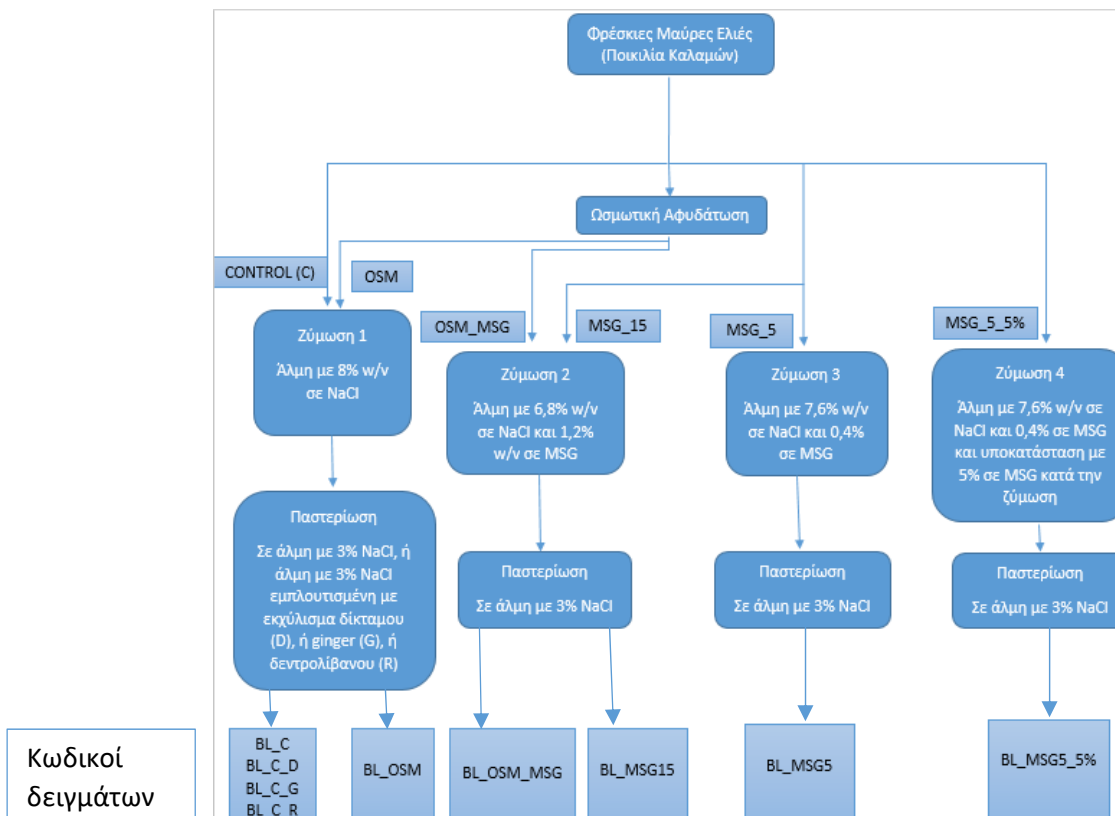 Φρέσκιες Μαύρες Ελιές
(Ποικιλία Καλαμών)
Ωσμωτική Αφυδάτωση
CONTROL (C)
OSM
OSM_MSG
MSG_15
MSG_5
MSG_5_5%
Ζύμωση 1
Άλμη με 8% w/v
σε NaCl
Ζύμωση 2
Άλμη με 6,8% w/v
σε NaCl και 1,2%
w/v σε MSG
Ζύμωση 3
Άλμη με 7,6% w/v
σε NaCl και 0,4%
σε MSG
Ζύμωση 4
Άλμη με 7,6% w/v σε
NaCl και 0,4% σε MSG
και υποκατάσταση με
5% σε MSG κατά την
ζύμωση
Παστερίωση
Σε άλμη με 3% NaCl, ή
άλμη με 3% NaCl
εμπλουτισμένη με
εκχύλισμα δίκταμου
(D), ή ginger (G), ή
δεντρολίβανου (R)
Παστερίωση
Σε άλμη με 3% NaCl
Παστερίωση
Σε άλμη με 3% NaCl
Παστερίωση
Σε άλμη με 3% NaCl
Κωδικοί
δειγμάτων
BL_C
BL_C_D
BL_C_G
BL_C_R
BL_OSM
BL_OSM_MSG
BL_MSG15
BL_MSG5
BL_MSG5_5%